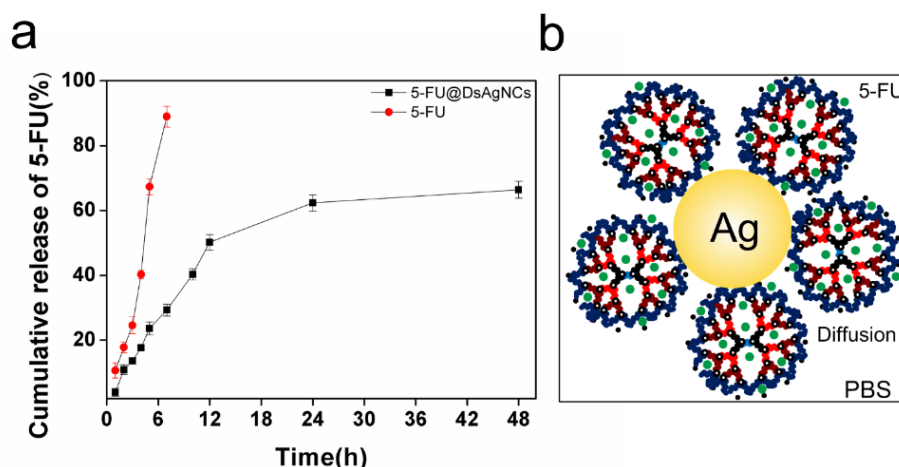 a
Cumulative release of 5-FU(%)
100
80
60
40
20
5-FU@DsAgNCs
5-FU
0 6 12 18 24 30 36 42 48
Time(h)
b
5-FU
Ag
Diffusion
PBS